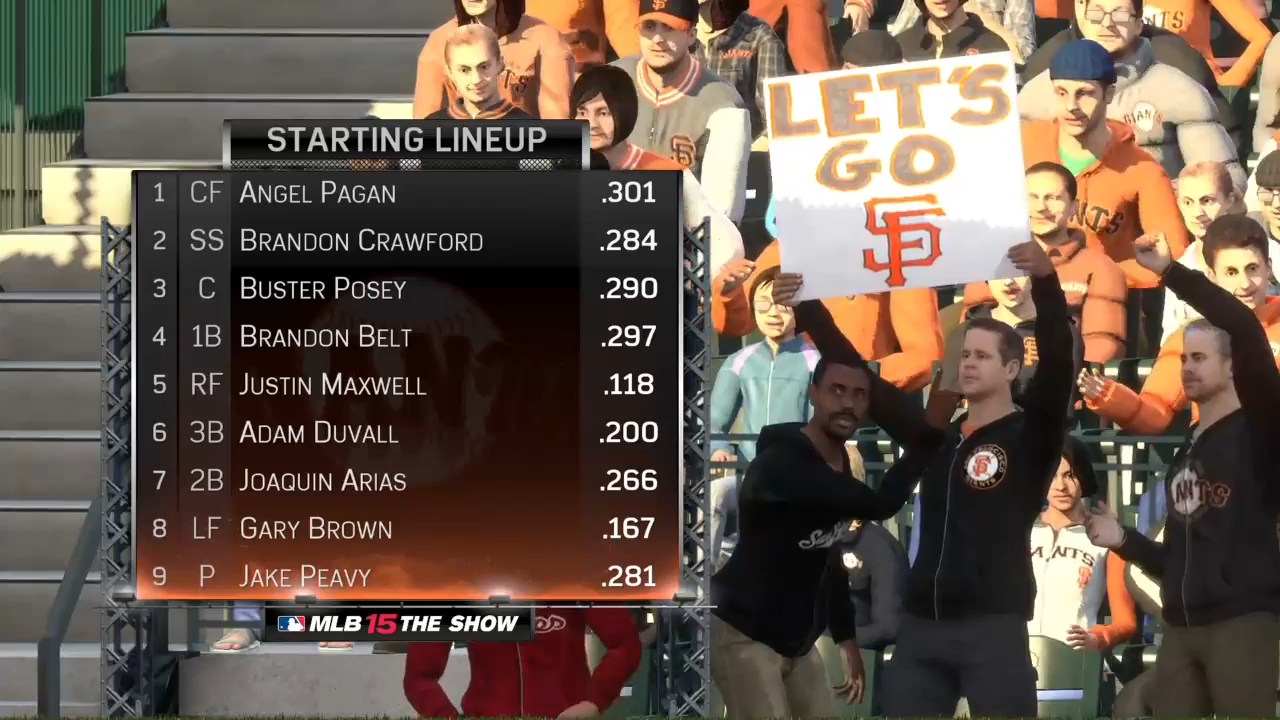 STARTING LINEUP
1 CF ANGEL PAGAN .301
2 SS BRANDON CRAWFORD .284
3 C BUSTER POSEY .290
4 1B BRANDON BELT .297
5 RF JUSTIN MAXWELL .118
6 3B ADAM DUVALL .200
7 2B JOAQUIN ARIAS .266
8 LF GARY BROWN .167
9 P JAKE PEAVY .281
MLB 15 THE SHOW
LET'S
GO
SF
GIANTS